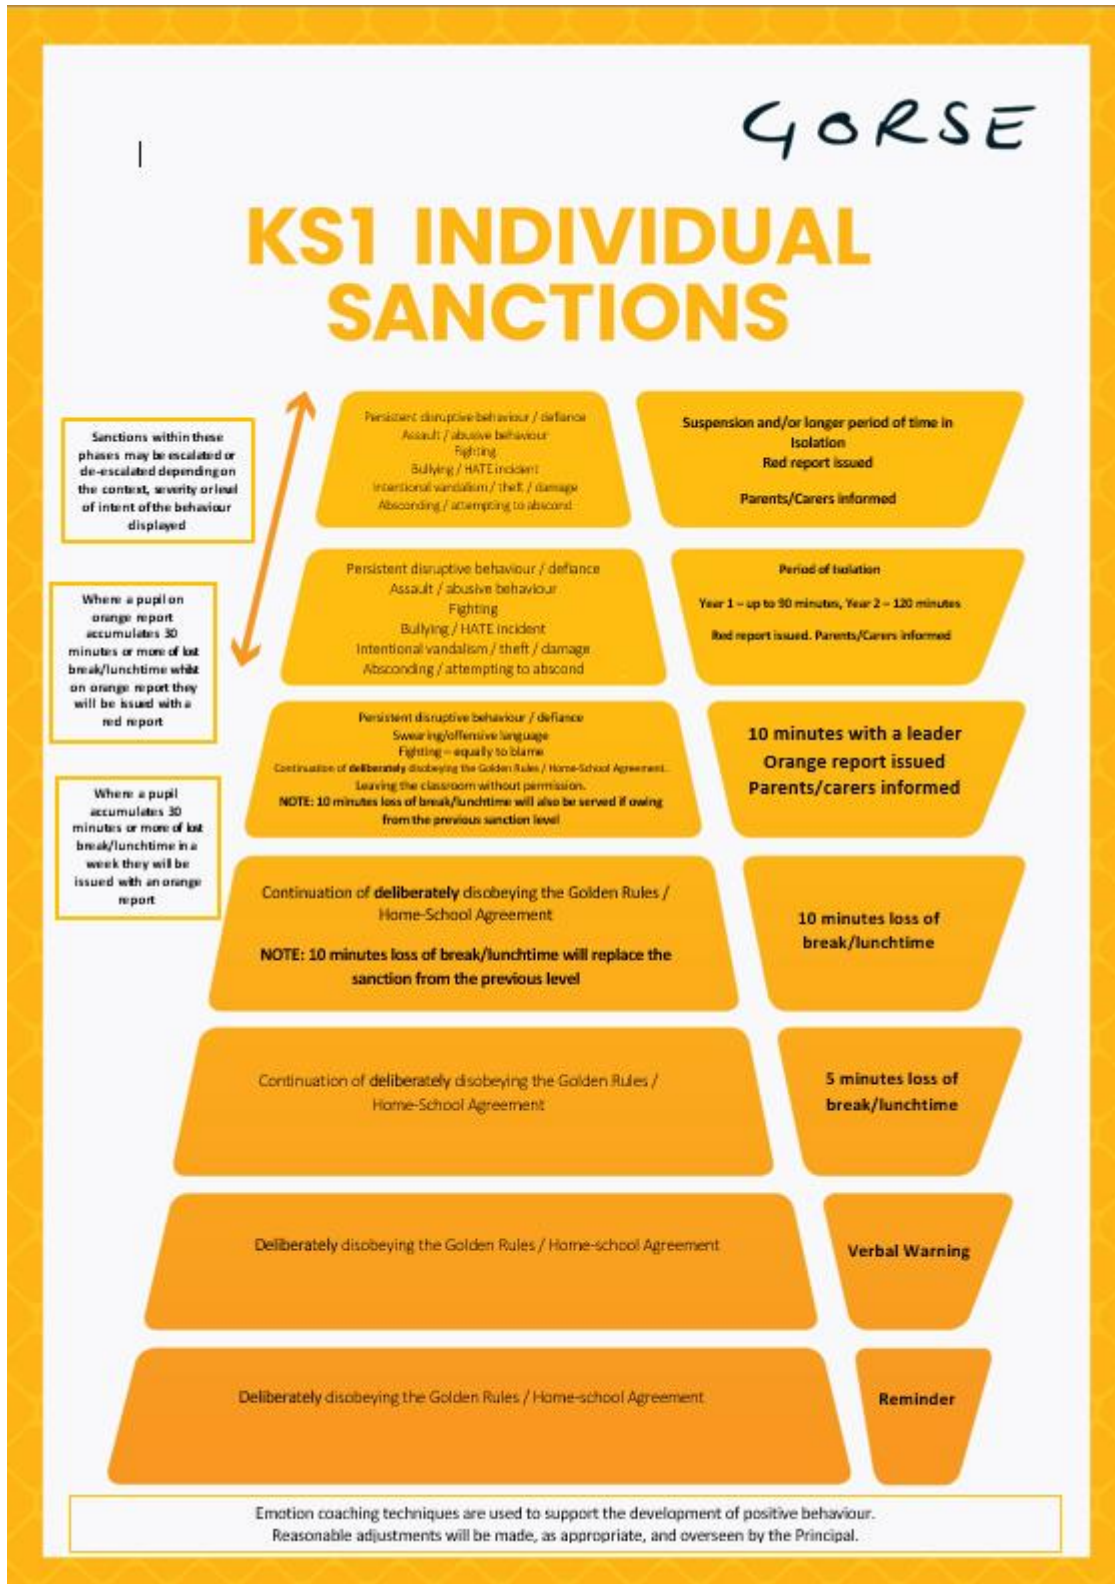 GORSE
KS1 INDIVIDUAL
SANCTIONS
Sanctions within these
phases may be escalated or
de-escalated depending on
the context, severity or level
of intent of the behaviour
displayed
Persistent disruptive behaviour / defiance
Assault / abusive behaviour
Fighting
Bullying / HATE incident
Intentional vandalism / theft / damage
Absconding / attempting to abscond
Suspension and/or longer period of time in
Isolation
Red report issued
Parents/Carers informed
Where a pupil on
orange report
accumulates 30
minutes or more of lost
break/lunchtime whilst
on orange report they
will be issued with a
red report
Persistent disruptive behaviour / defiance
Assault / abusive behaviour
Fighting
Bullying / HATE incident
Intentional vandalism / theft / damage
Absconding / attempting to abscond
Period of Isolation
Year 1 – up to 90 minutes, Year 2 – 120 minutes
Red report issued. Parents/Carers informed
Where a pupil
accumulates 30
minutes or more of lost
break/lunchtime in a
week they will be
issued with an orange
report
Persistent disruptive behaviour / defiance
Swearing/offensive language
Fighting – equally to blame
Continuation of deliberately disobeying the Golden Rules / Home-School Agreement.
Leaving the classroom without permission.
NOTE: 10 minutes loss of break/lunchtime will also be served if owing
from the previous sanction level
10 minutes with a leader
Orange report issued
Parents/carers informed
Continuation of deliberately disobeying the Golden Rules /
Home-School Agreement
NOTE: 10 minutes loss of break/lunchtime will replace the
sanction from the previous level
10 minutes loss of
break/lunchtime
Continuation of deliberately disobeying the Golden Rules /
Home-School Agreement
5 minutes loss of
break/lunchtime
Deliberately disobeying the Golden Rules / Home-school Agreement
Verbal Warning
Deliberately disobeying the Golden Rules / Home-school Agreement
Reminder
Emotion coaching techniques are used to support the development of positive behaviour.
Reasonable adjustments will be made, as appropriate, and overseen by the Principal.